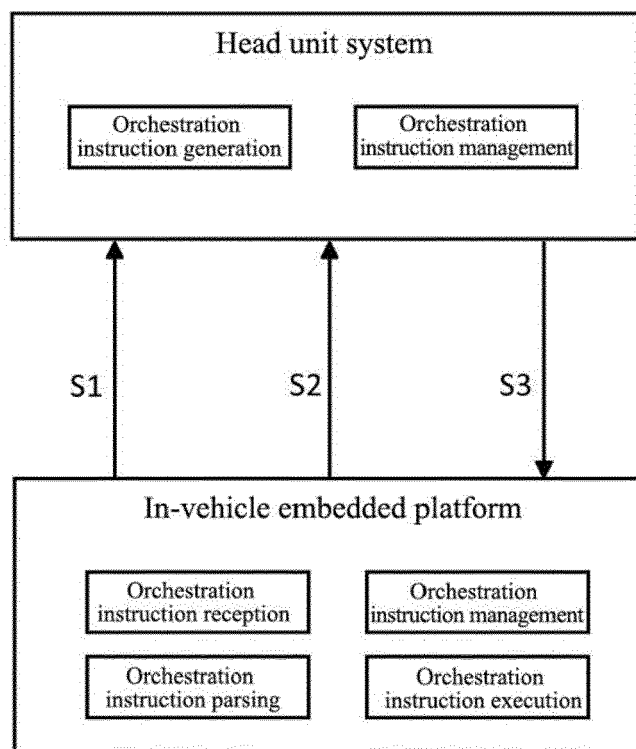 Head unit system
Orchestration
instruction generation
Orchestration
instruction management
S1
S2
S3
In-vehicle embedded platform
Orchestration
instruction reception
Orchestration
instruction management
Orchestration
instruction parsing
Orchestration
instruction execution